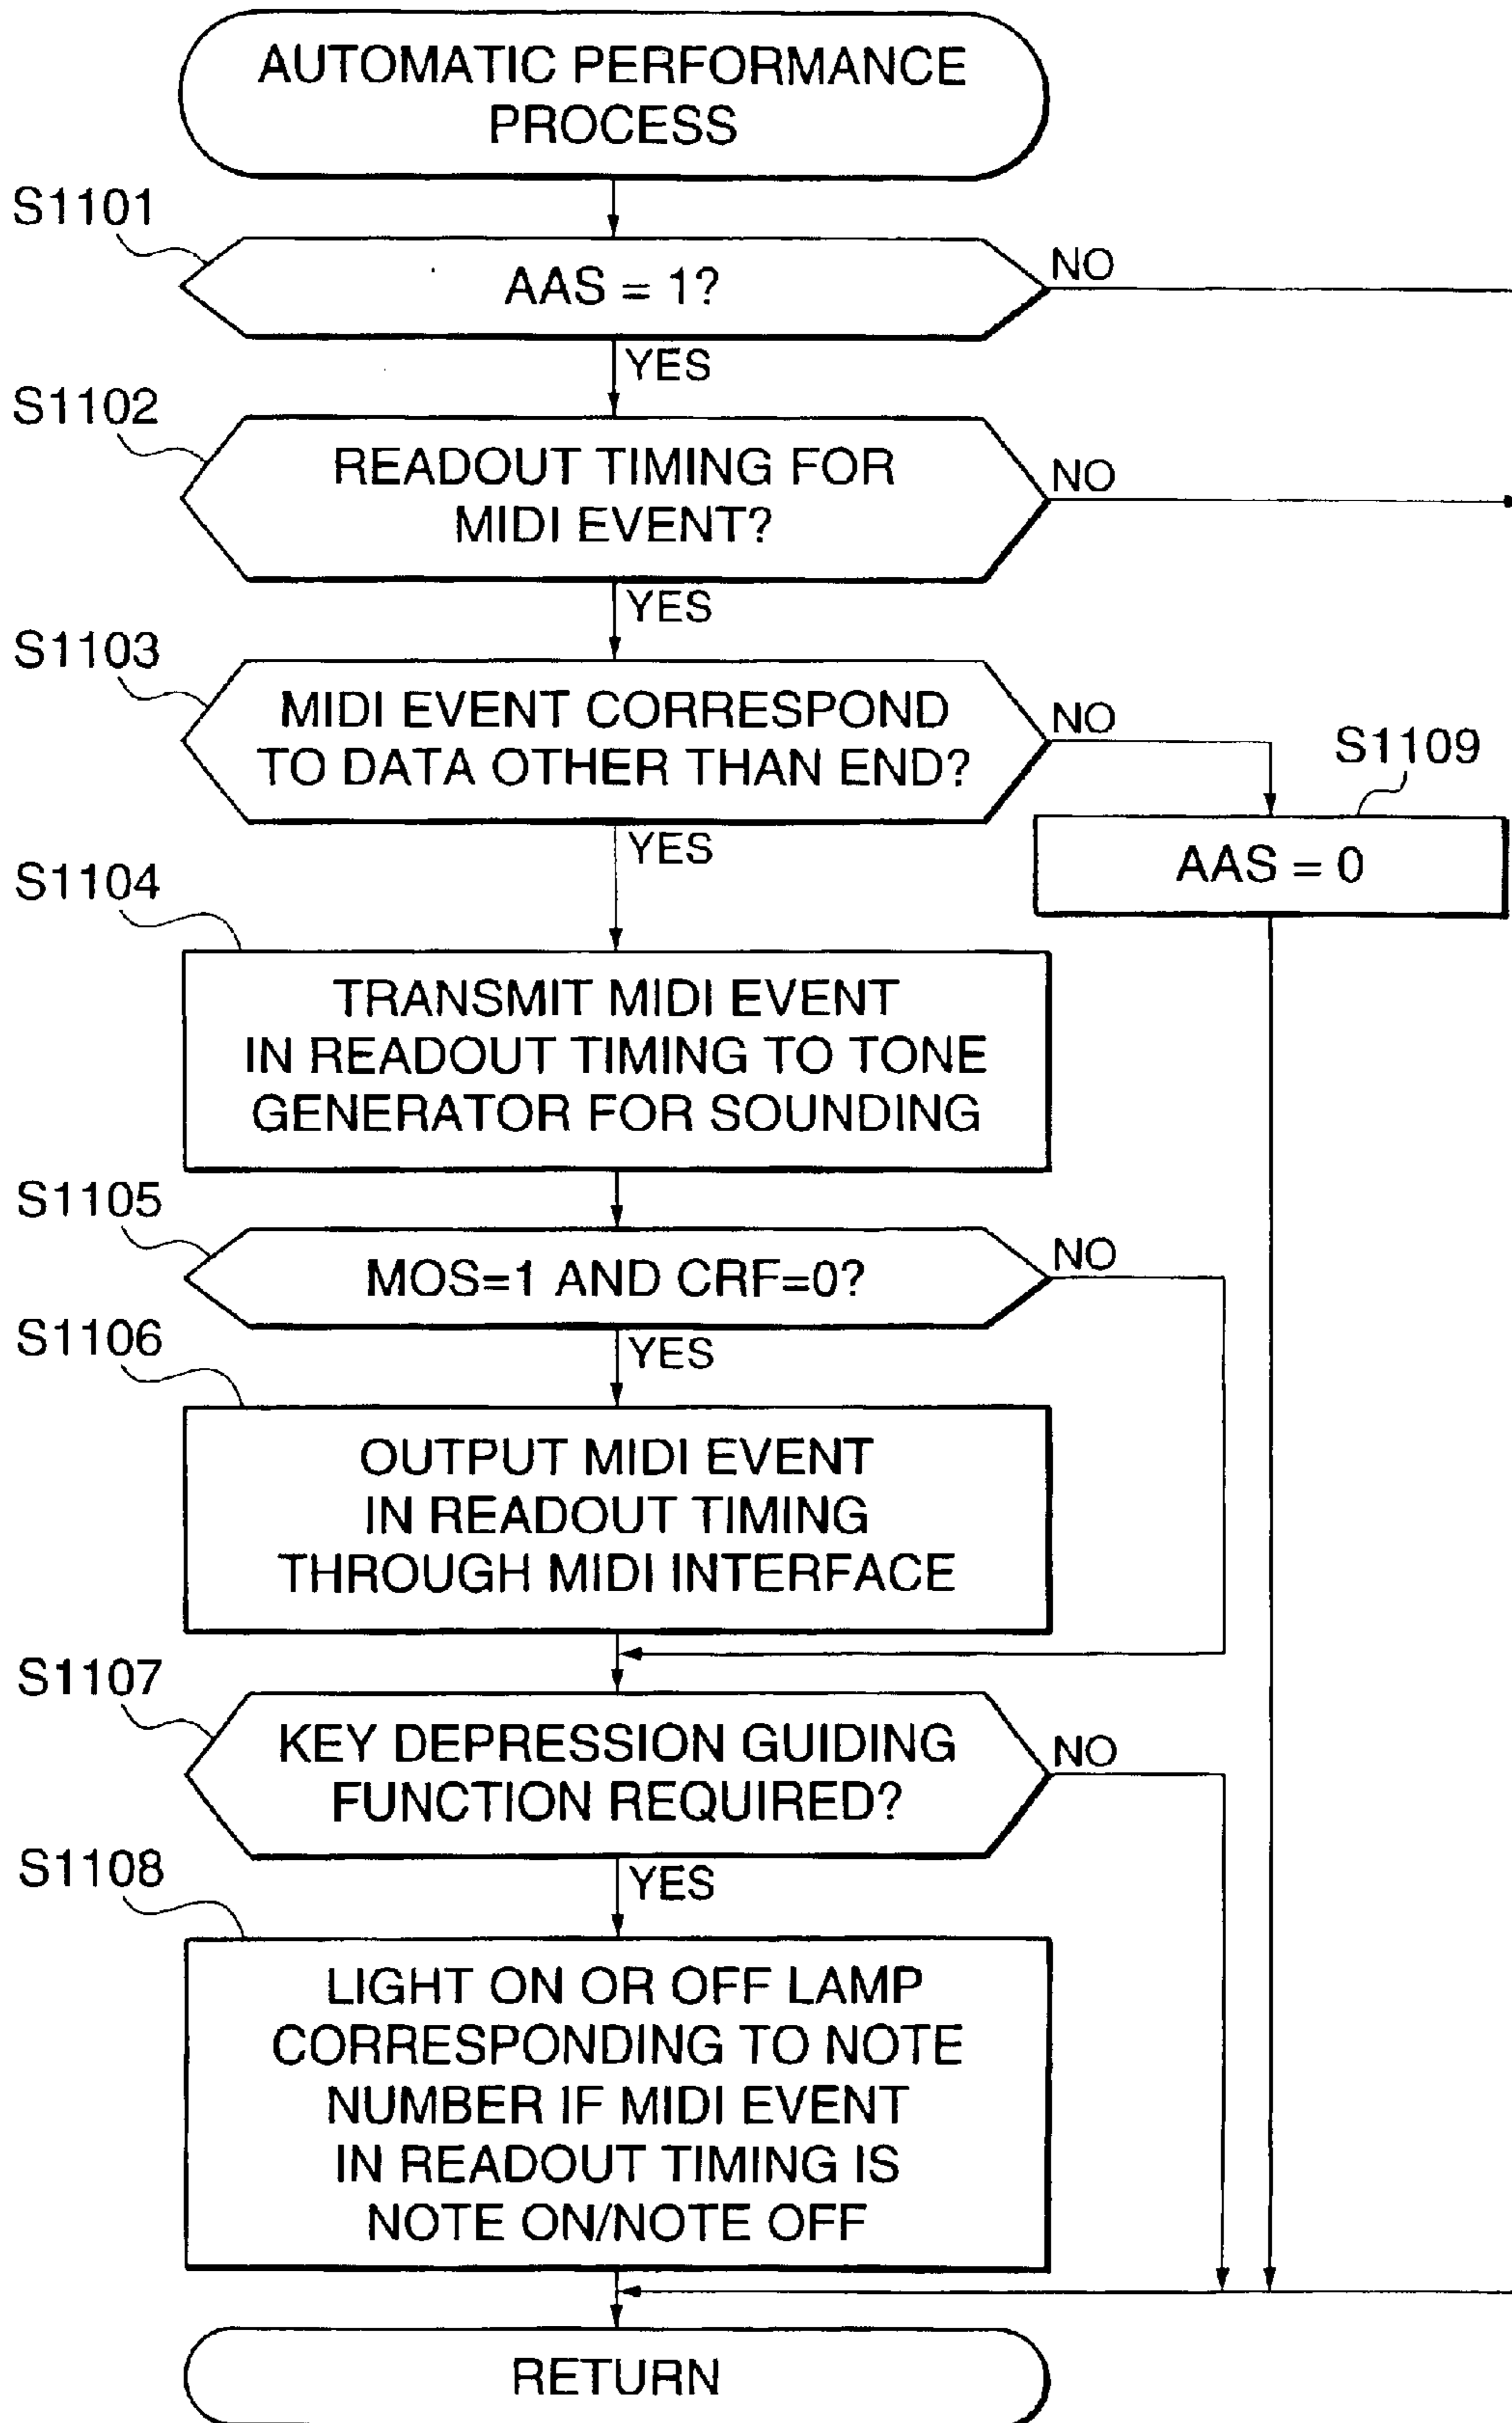 AUTOMATIC PERFORMANCE
PROCESS
S1101
AAS = 1?
NO
YES
S1102
READOUT TIMING FOR
MIDI EVENT?
NO
YES
S1103
MIDI EVENT CORRESPOND
TO DATA OTHER THAN END?
NO
S1109
YES
AAS = 0
S1104
TRANSMIT MIDI EVENT
IN READOUT TIMING TO TONE
GENERATOR FOR SOUNDING
S1105
MOS=1 AND CRF=0?
NO
YES
S1106
OUTPUT MIDI EVENT
IN READOUT TIMING
THROUGH MIDI INTERFACE
S1107
KEY DEPRESSION GUIDING
FUNCTION REQUIRED?
NO
YES
S1108
LIGHT ON OR OFF LAMP
CORRESPONDING TO NOTE
NUMBER IF MIDI EVENT
IN READOUT TIMING IS
NOTE ON/NOTE OFF
RETURN